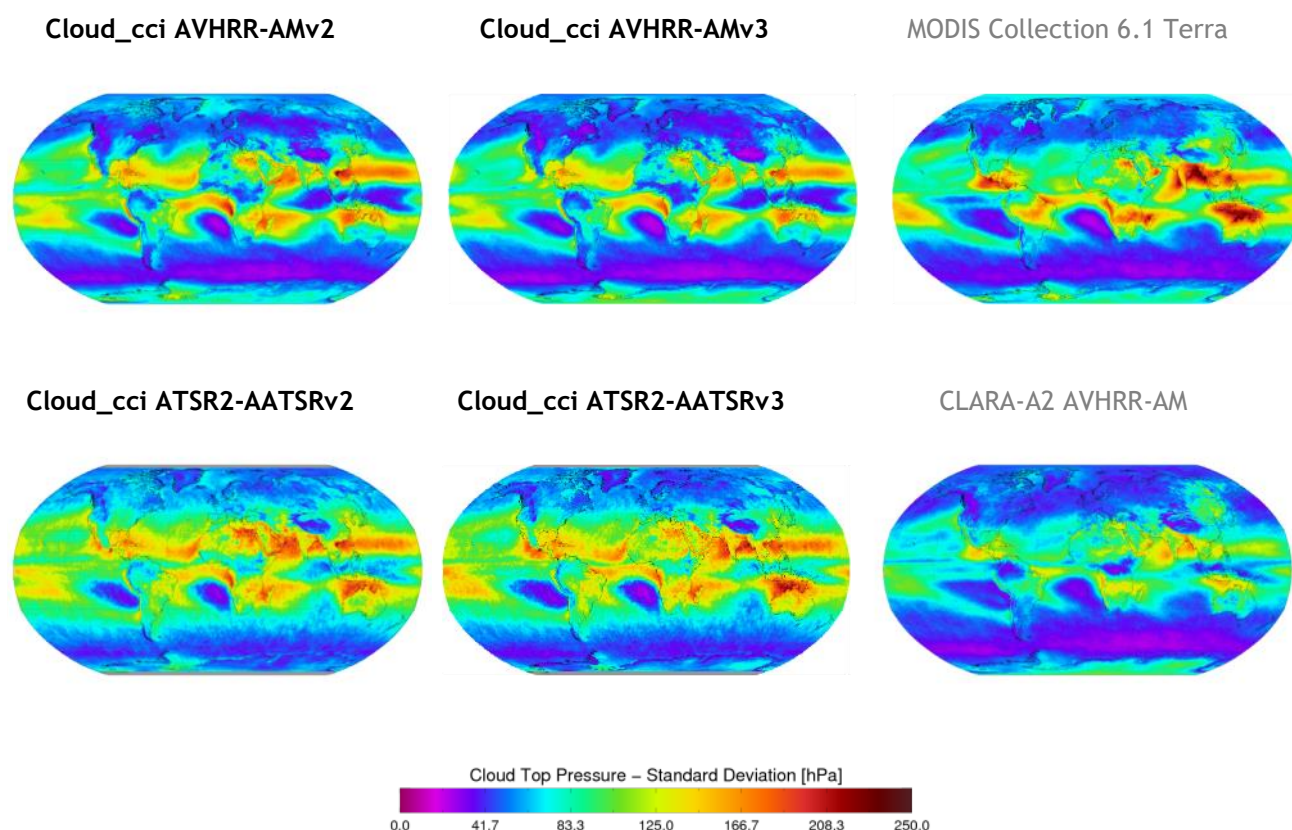 Cloud_cci AVHRR-AMv2 Cloud_cci AVHRR-AMv3 MODIS Collection 6.1 Terra
Cloud_cci ATSR2-AATSRv2 Cloud_cci ATSR2-AATSRv3 CLARA-A2 AVHRR-AM
Cloud Top Pressure – Standard Deviation [hPa]
0.0 41.7 83.3 125.0 166.7 208.3 250.0